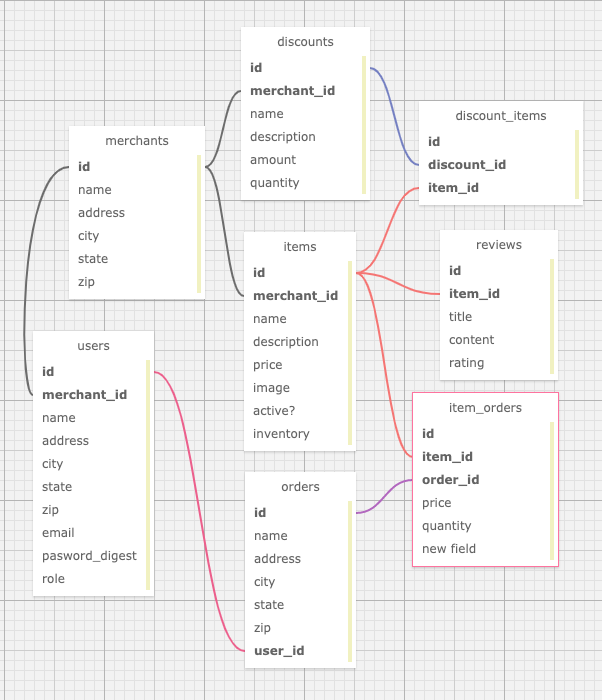 discounts
id
merchant_id
name
description
amount
quantity
discount_items
id
discount_id
item_id
merchants
id
name
address
city
state
zip
items
id
merchant_id
name
description
price
image
active?
inventory
reviews
id
item_id
title
content
rating
users
id
merchant_id
name
address
city
state
zip
email
pasword_digest
role
item_orders
id
item_id
order_id
price
quantity
new field
orders
id
name
address
city
state
zip
user_id